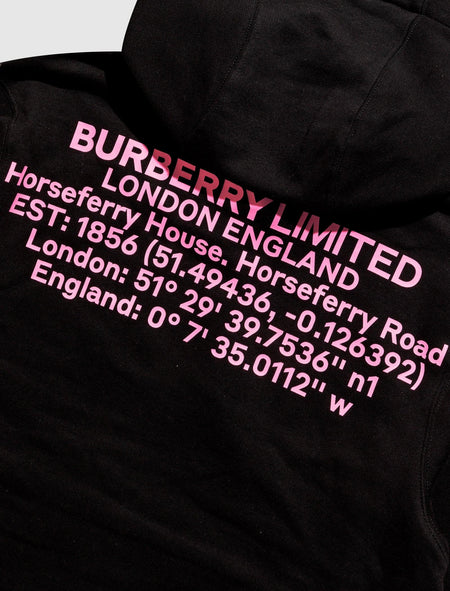 BURBERRY LIMITED
LONDON ENGLAND
Horseferry House. Horseferry Road
EST: 1856 (51.49436, -0.126392)
London: 51° 29' 39.7536'' n1
England: 0° 7' 35.0112'' w